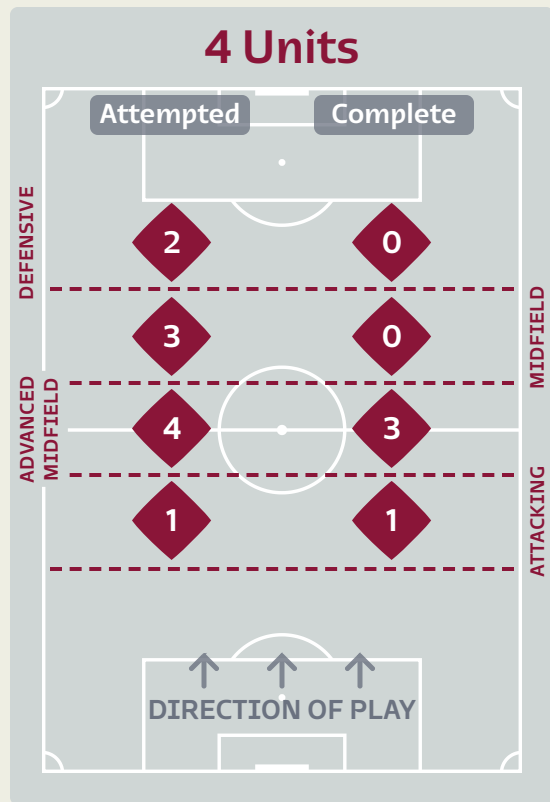 4 Units
Attempted Complete
DEFENSIVE
2 0
MIDFIELD
3 0
ADVANCED
MIDFIELD
4 3
ATTACKING
1 1
DIRECTION OF PLAY